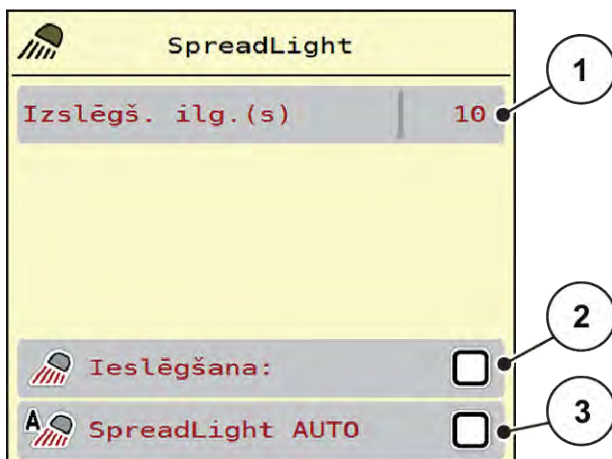 SpreadLight
1
Izslēgš. ilg.(s) 10
2
Ieslēgšana:
A
3
SpreadLight AUTO